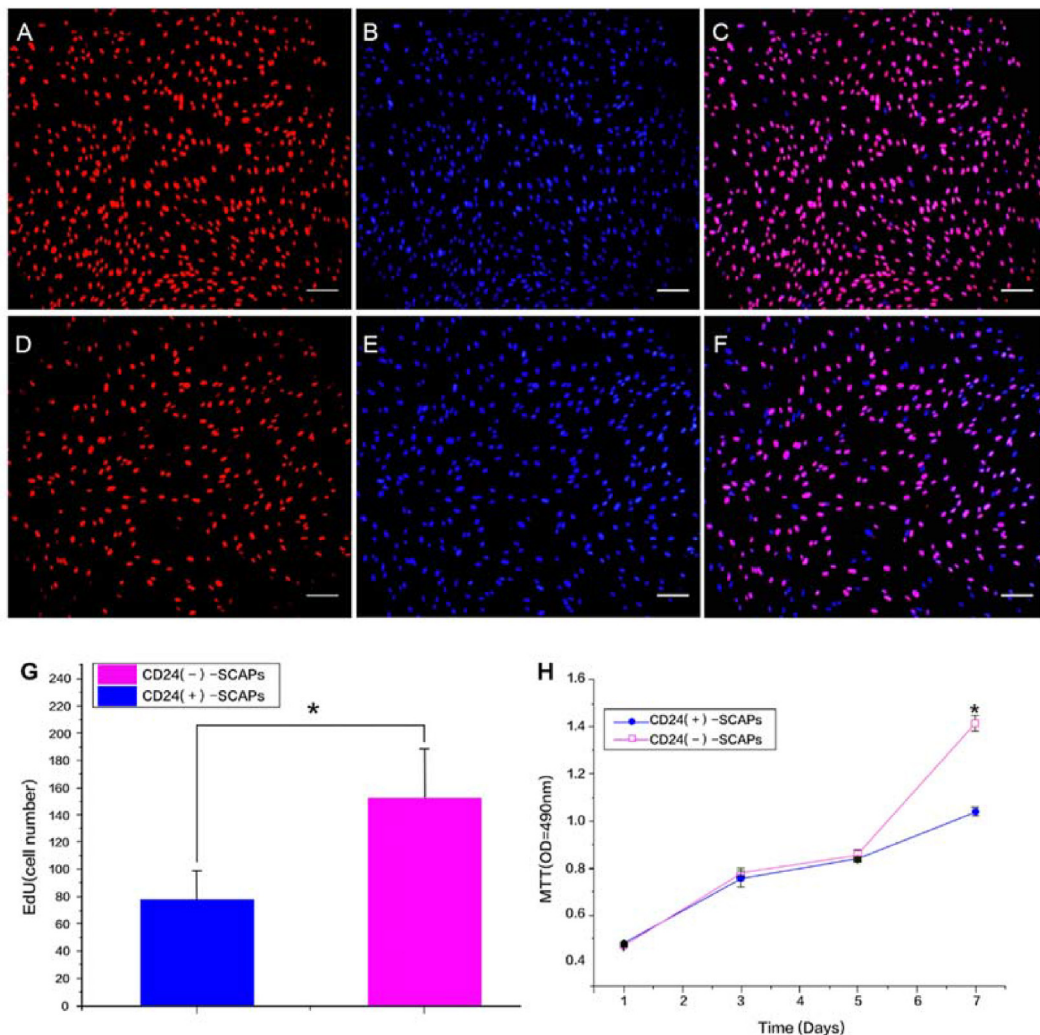 A
B
C
D
E
F
G
CD24(-)-SCAPs
CD24(+)-SCAPs
*
240
220
200
180
160
140
120
100
80
60
40
20
0
EdU(cell number)
H
CD24(+)-SCAPs
CD24(-)-SCAPs
*
1.6
1.4
1.2
1.0
0.8
0.6
0.4
MTT(OD=490nm)
1 2 3 4 5 6 7
Time (Days)